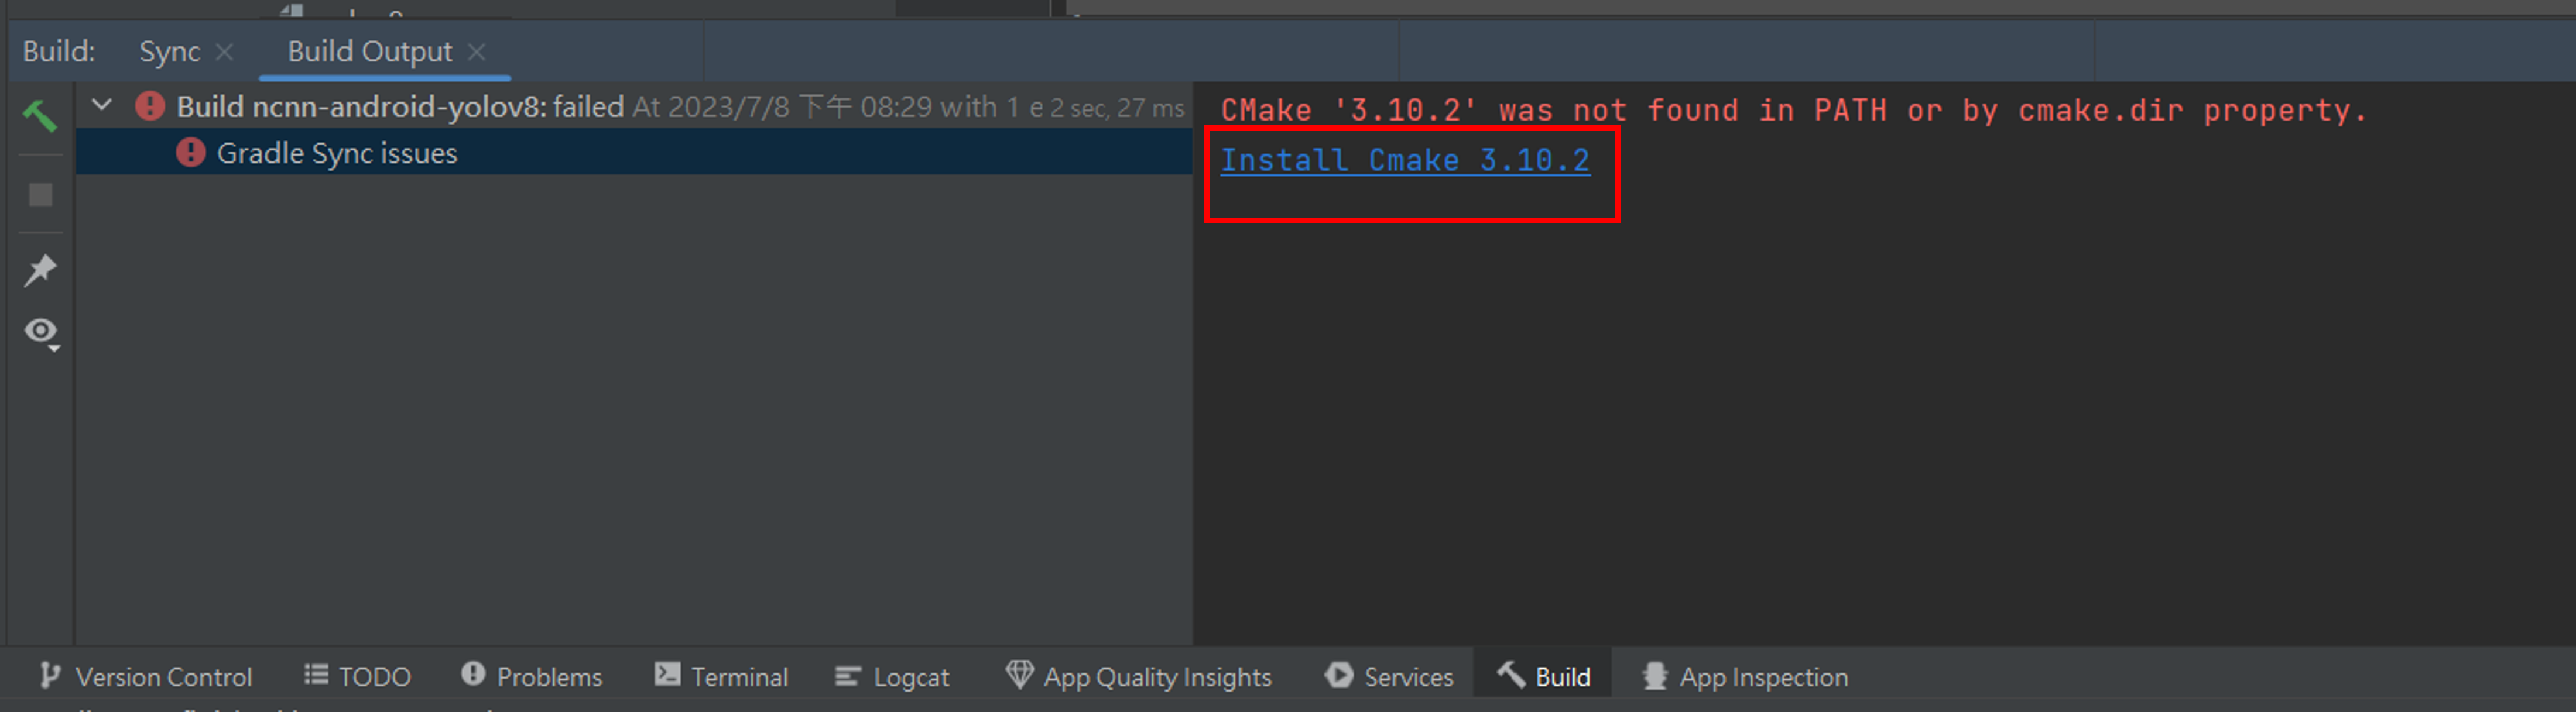 Build: Sync Build Output
Build ncnn-android-yolov8: failed At 2023/7/8 下午 08:29 with 1 e 2 sec, 27 ms
Gradle Sync issues
CMake '3.10.2' was not found in PATH or by cmake.dir property.
Install Cmake 3.10.2
Version Control TODO Problems Terminal Logcat App Quality Insights Services Build App Inspection